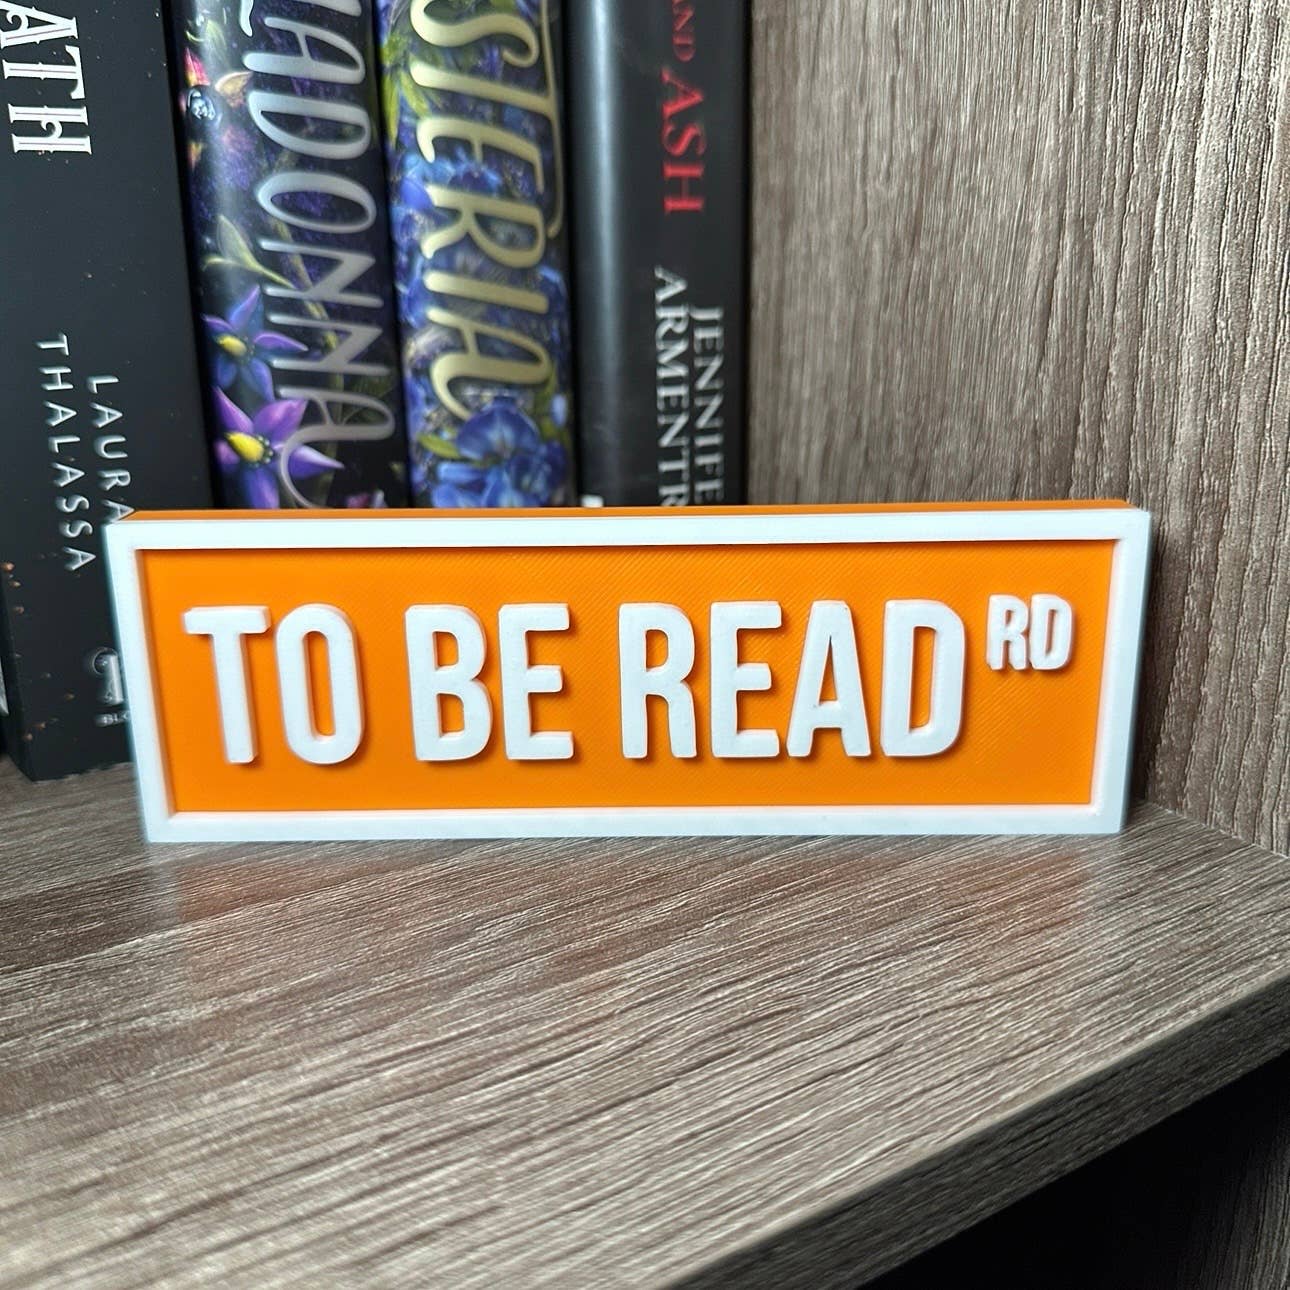 ATH
LAURA
THALASSA
ADONNA
STERIA
AND ASH
JENNIFE
ARMENTR
TO BE READ RD